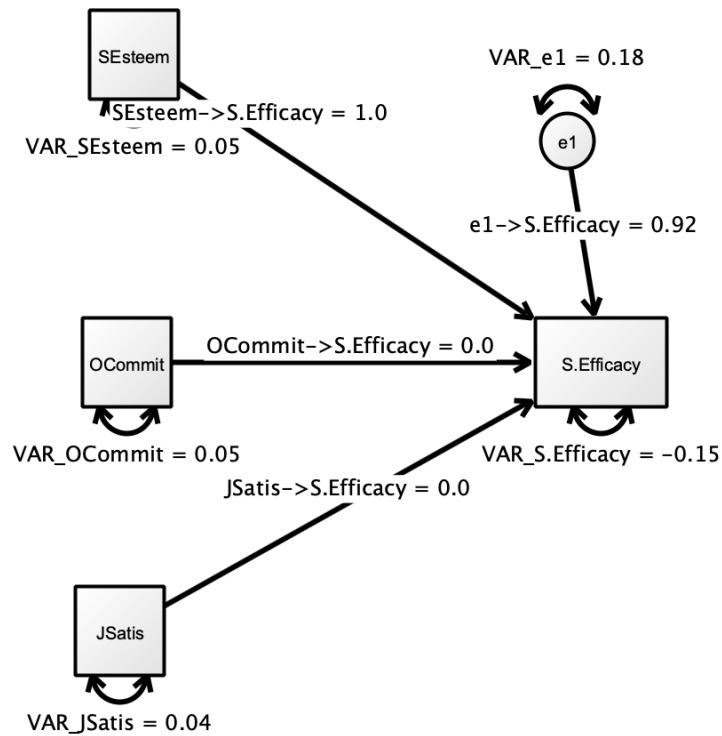 SEsteem
VAR_e1 = 0.18
SEsteem->S.Efficacy = 1.0
VAR_SEsteem = 0.05
e1
e1->S.Efficacy = 0.92
OCommit->S.Efficacy = 0.0
OCommit
S.Efficacy
VAR_OCommit = 0.05
VAR_S.Efficacy = -0.15
JSatis->S.Efficacy = 0.0
JSatis
VAR_JSatis = 0.04